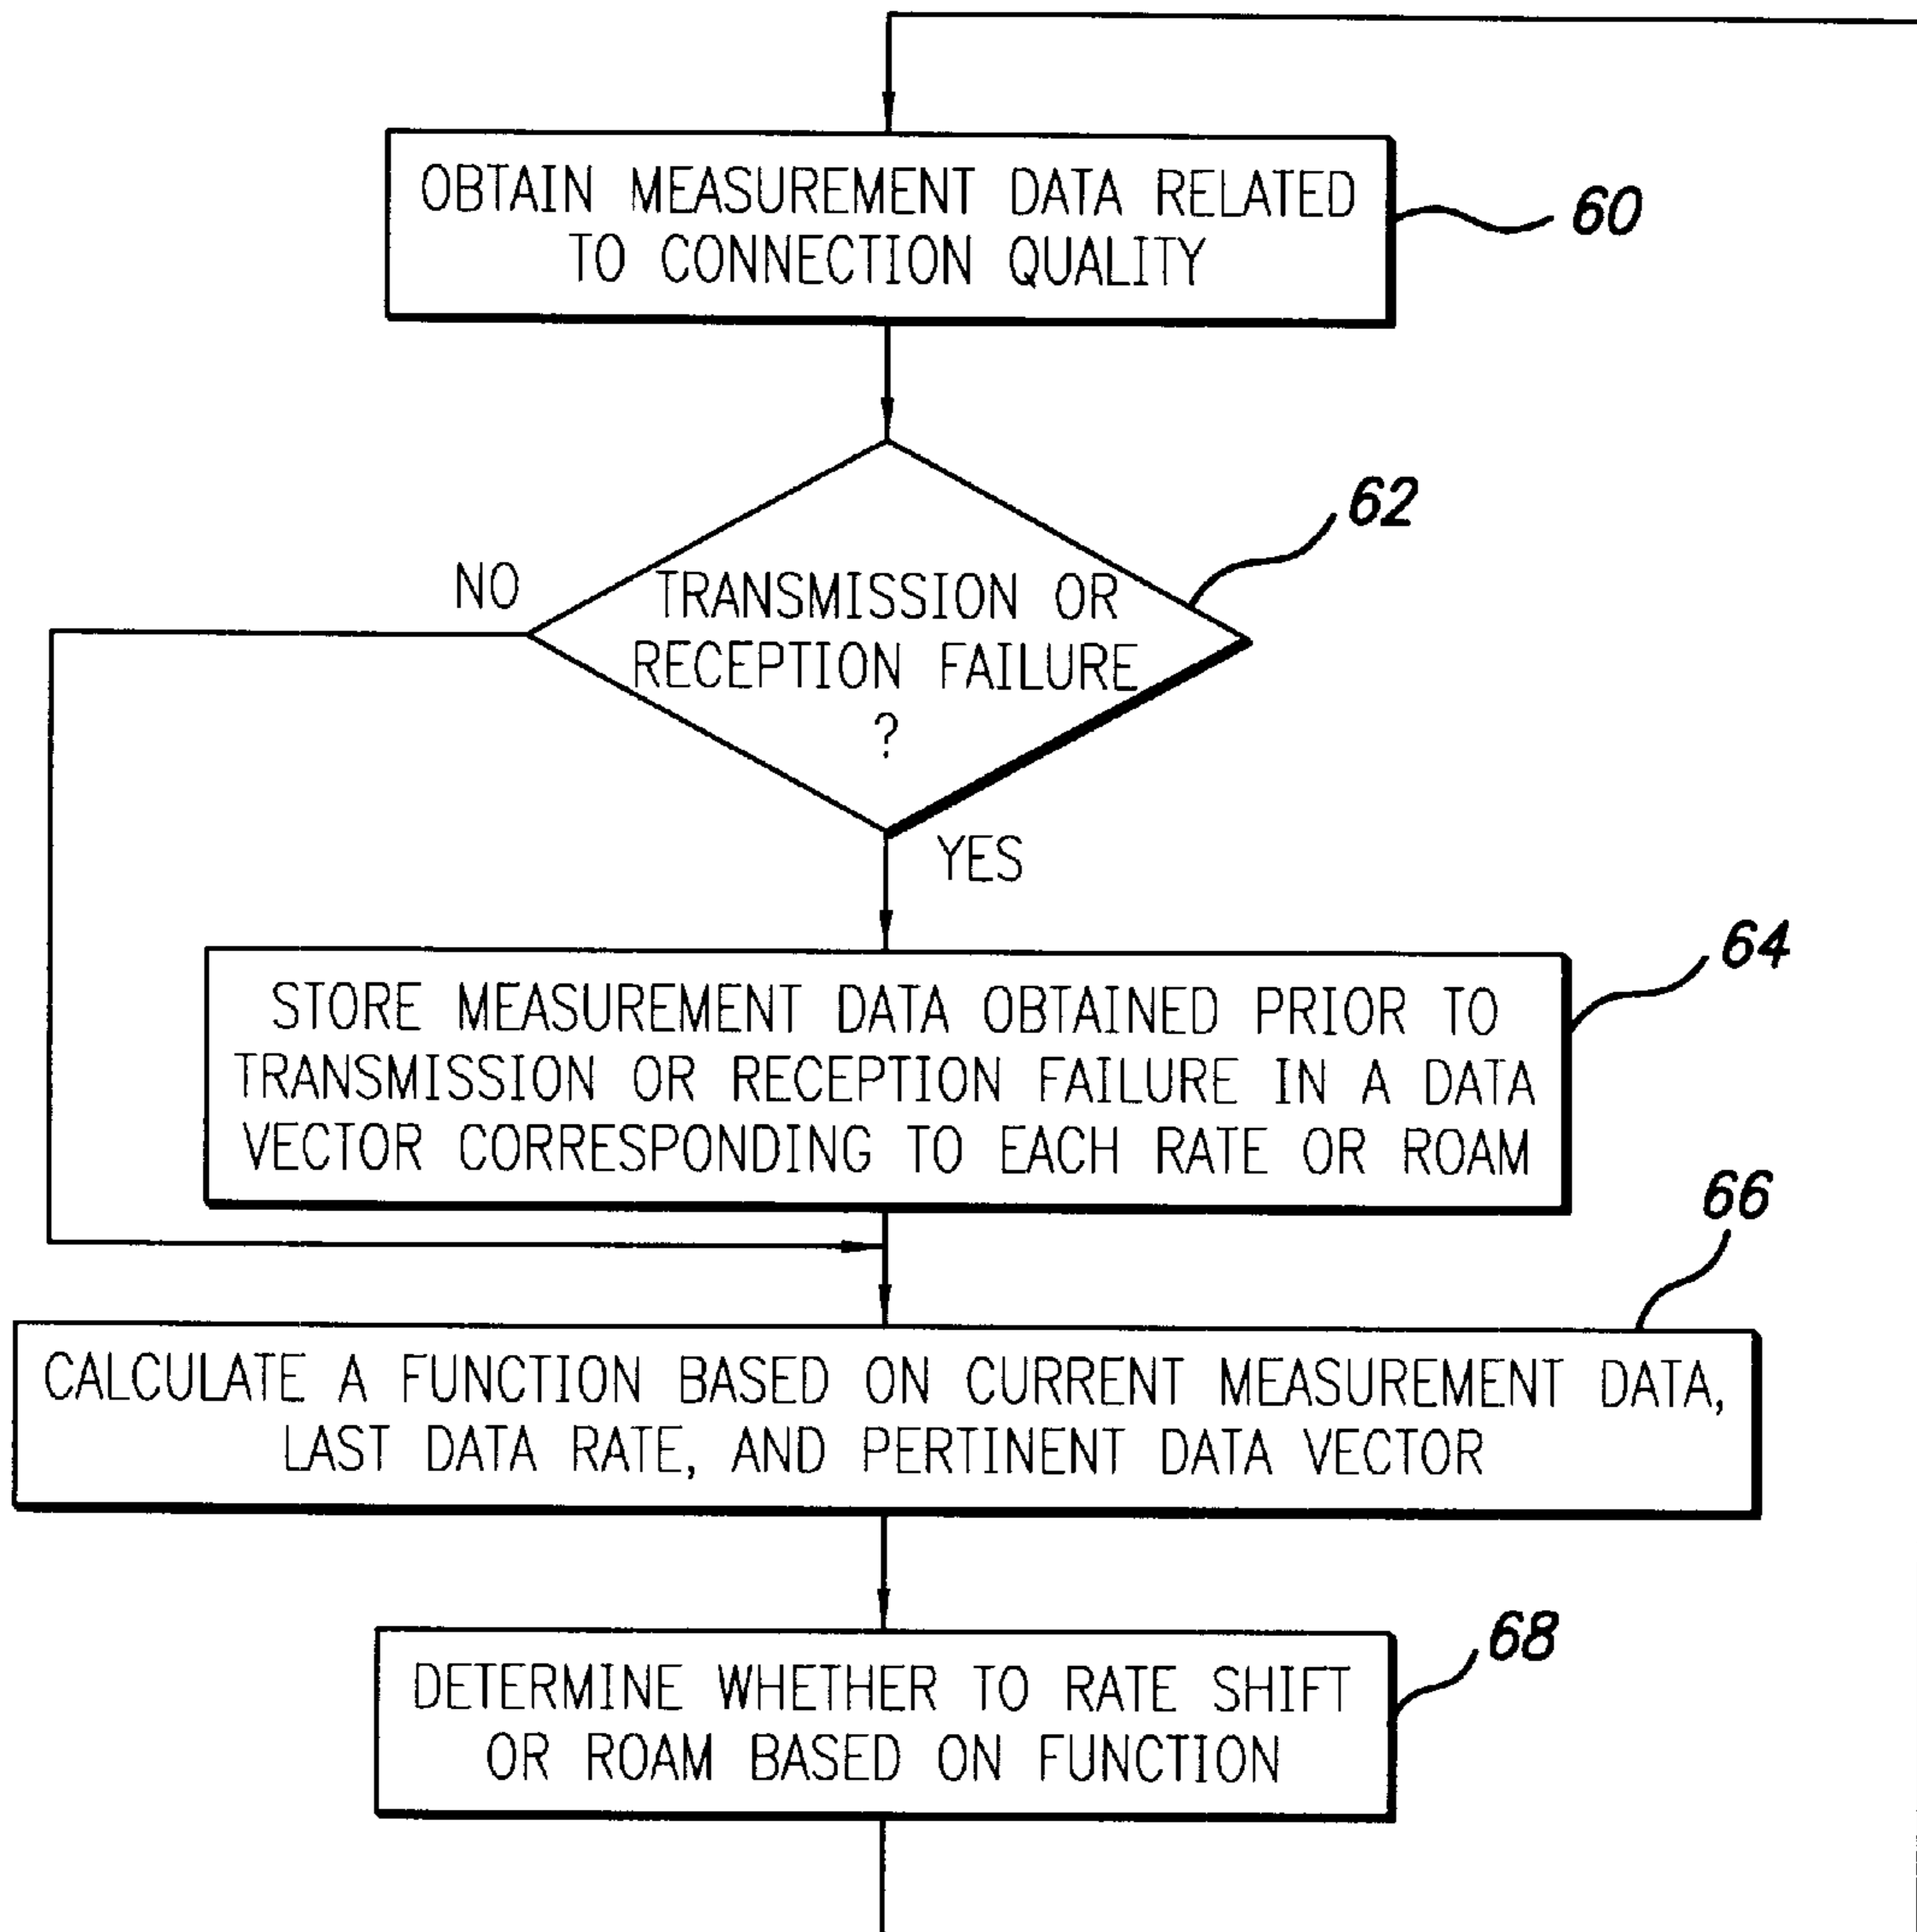 OBTAIN MEASUREMENT DATA RELATED
TO CONNECTION QUALITY
60
62
NO
TRANSMISSION OR
RECEPTION FAILURE
?
YES
64
STORE MEASUREMENT DATA OBTAINED PRIOR TO
TRANSMISSION OR RECEPTION FAILURE IN A DATA
VECTOR CORRESPONDING TO EACH RATE OR ROAM
66
CALCULATE A FUNCTION BASED ON CURRENT MEASUREMENT DATA,
LAST DATA RATE, AND PERTINENT DATA VECTOR
68
DETERMINE WHETHER TO RATE SHIFT
OR ROAM BASED ON FUNCTION